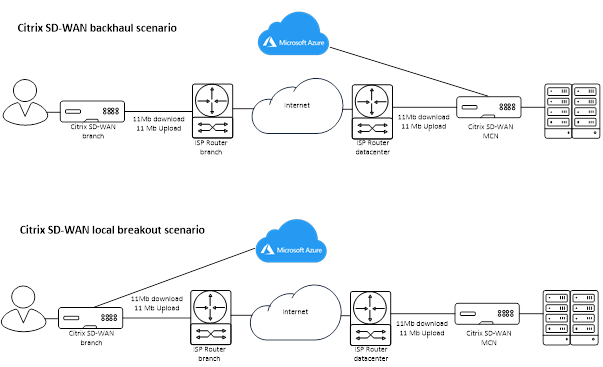 Citrix SD-WAN backhaul scenario
Microsoft Azure
Internet
11Mb download
11 Mb Upload
11Mb download
11 Mb Upload
Citrix SD-WAN
branch
ISP Router
branch
ISP Router
datacenter
Citrix SD-WAN
MCN
Citrix SD-WAN local breakout scenario
Microsoft Azure
11Mb download
11 Mb Upload
Internet
11Mb download
11 Mb Upload
Citrix SD-WAN
branch
ISP Router
branch
ISP Router
datacenter
Citrix SD-WAN
MCN